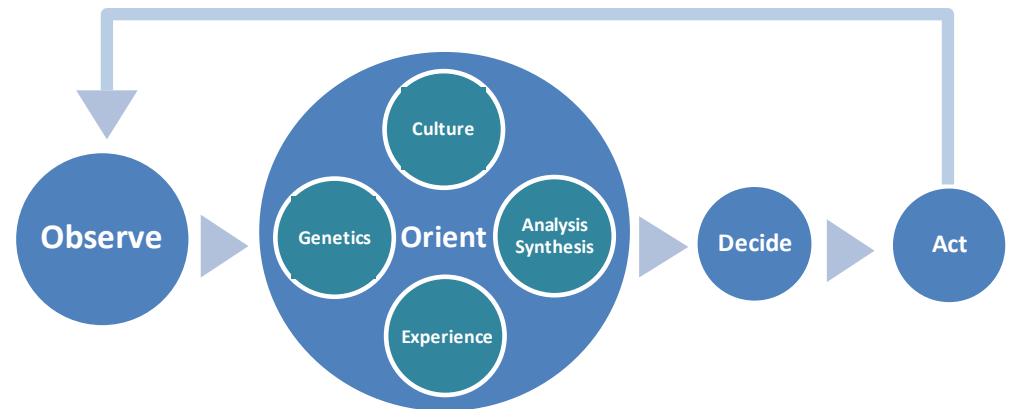 Observe
Culture
Genetics
Orient
Analysis
Synthesis
Experience
Decide
Act